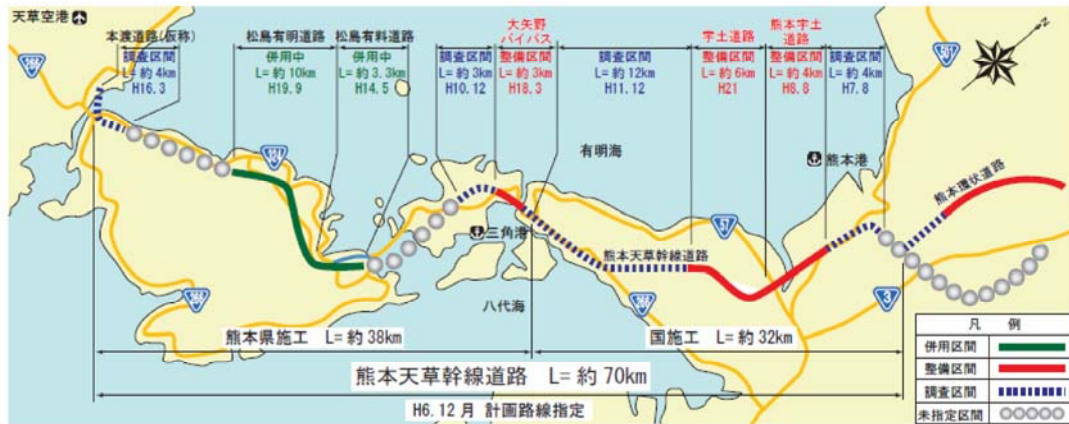 天草空港
本渡道路(仮称)
調査区間
L= 約 4km
H16.3
松島有明道路
併用中
L= 約 10km
H19.9
松島有料道路
併用中
L= 約 3.3km
H14.5
調査区間
L= 約 3km
H10.12
大矢野
バイパス
整備区間
L= 約 3km
H18.3
調査区間
L= 約 12km
H11.12
宇土道路
整備区間
L= 約 6km
H21
熊本宇土
道路
整備区間
L= 約 4km
H8.8
調査区間
L= 約 4km
H7.8
501
N
266
324
有明海
熊本港
熊本環状道路
57
三角港
熊本天草幹線道路
八代海
266
266
3
熊本県施工 L= 約 38km
国施工 L= 約 32km
熊本天草幹線道路 L= 約 70km
H6.12 月 計画路線指定
凡 例
併用区間
整備区間
調査区間
未指定区間